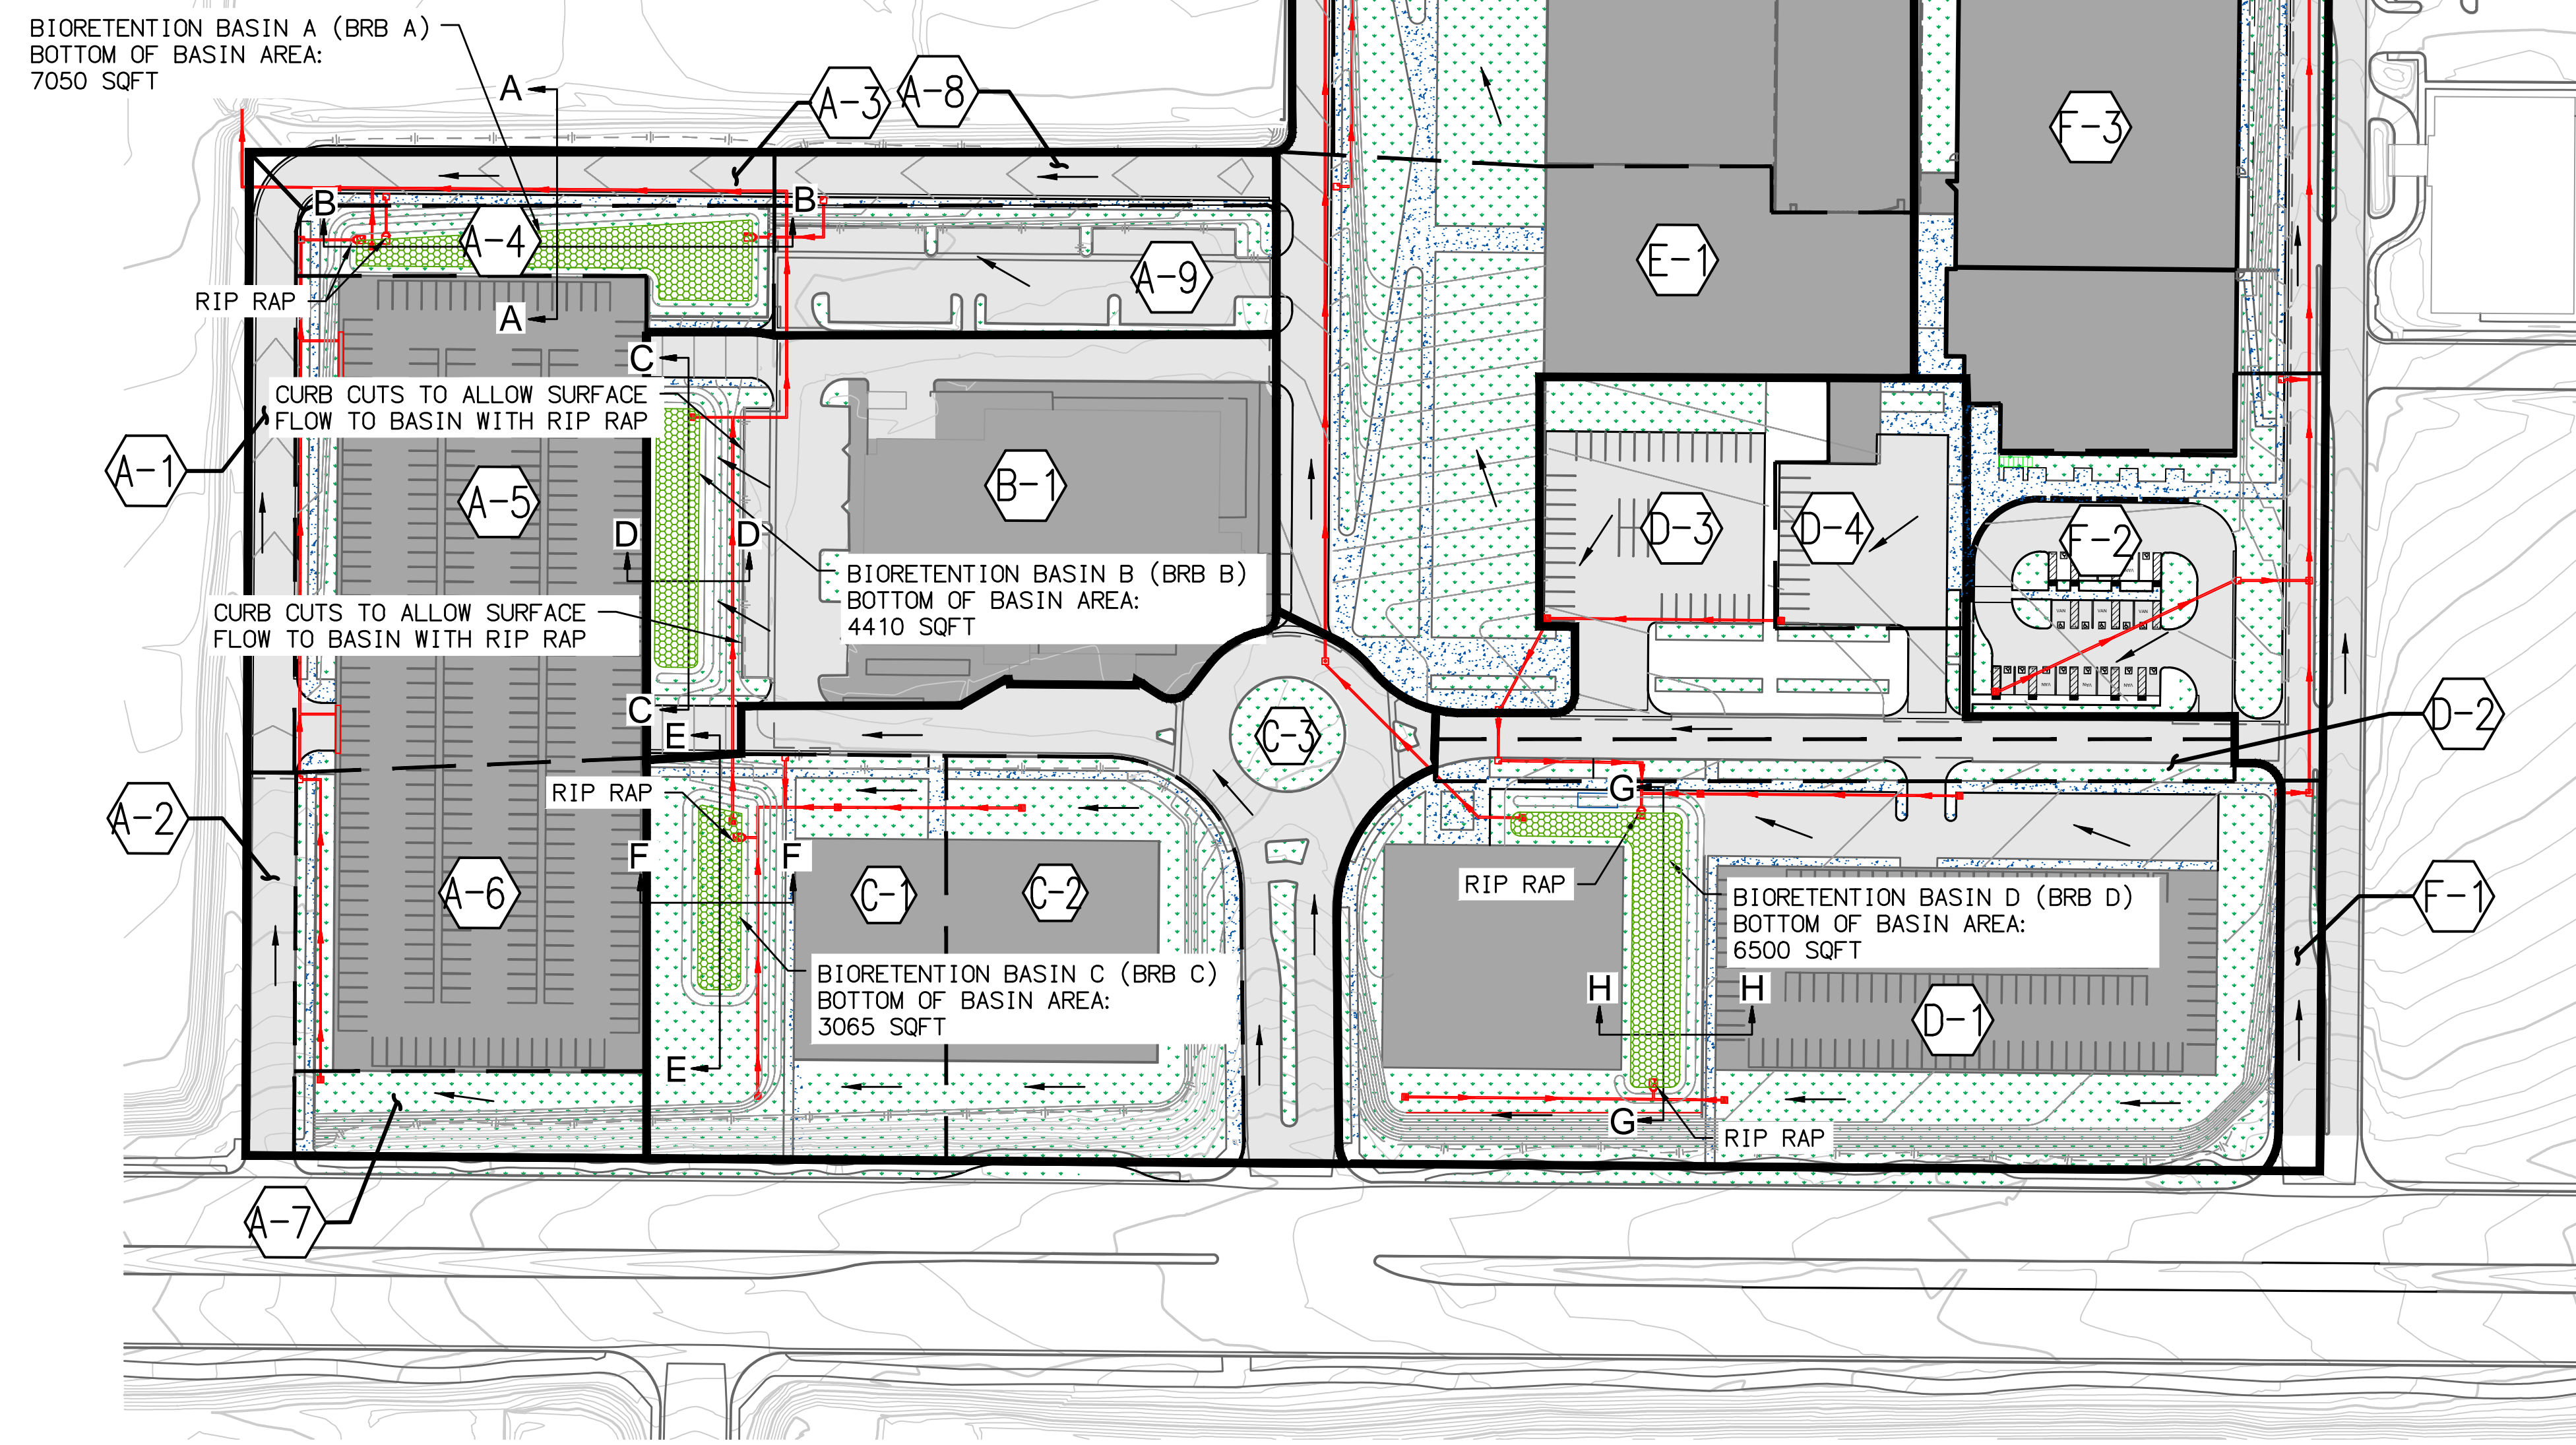 BIORETENTION BASIN A (BRB A)
BOTTOM OF BASIN AREA:
7050 SQFT
A
A-3
A-8
F-3
B
B
A-4
A-9
E-1
RIP RAP
A
C
CURB CUTS TO ALLOW SURFACE
FLOW TO BASIN WITH RIP RAP
A-1
A-5
B-1
D
D
D-3
D-4
F-2
BIORETENTION BASIN B (BRB B)
BOTTOM OF BASIN AREA:
4410 SQFT
CURB CUTS TO ALLOW SURFACE
FLOW TO BASIN WITH RIP RAP
VAN
VAN
VAN
C
E
C-3
D-2
RIP RAP
G
A-2
F
F
A-6
C-1
C-2
RIP RAP
BIORETENTION BASIN D (BRB D)
BOTTOM OF BASIN AREA:
6500 SQFT
F-1
BIORETENTION BASIN C (BRB C)
BOTTOM OF BASIN AREA:
3065 SQFT
H
H
D-1
E
G
RIP RAP
A-7